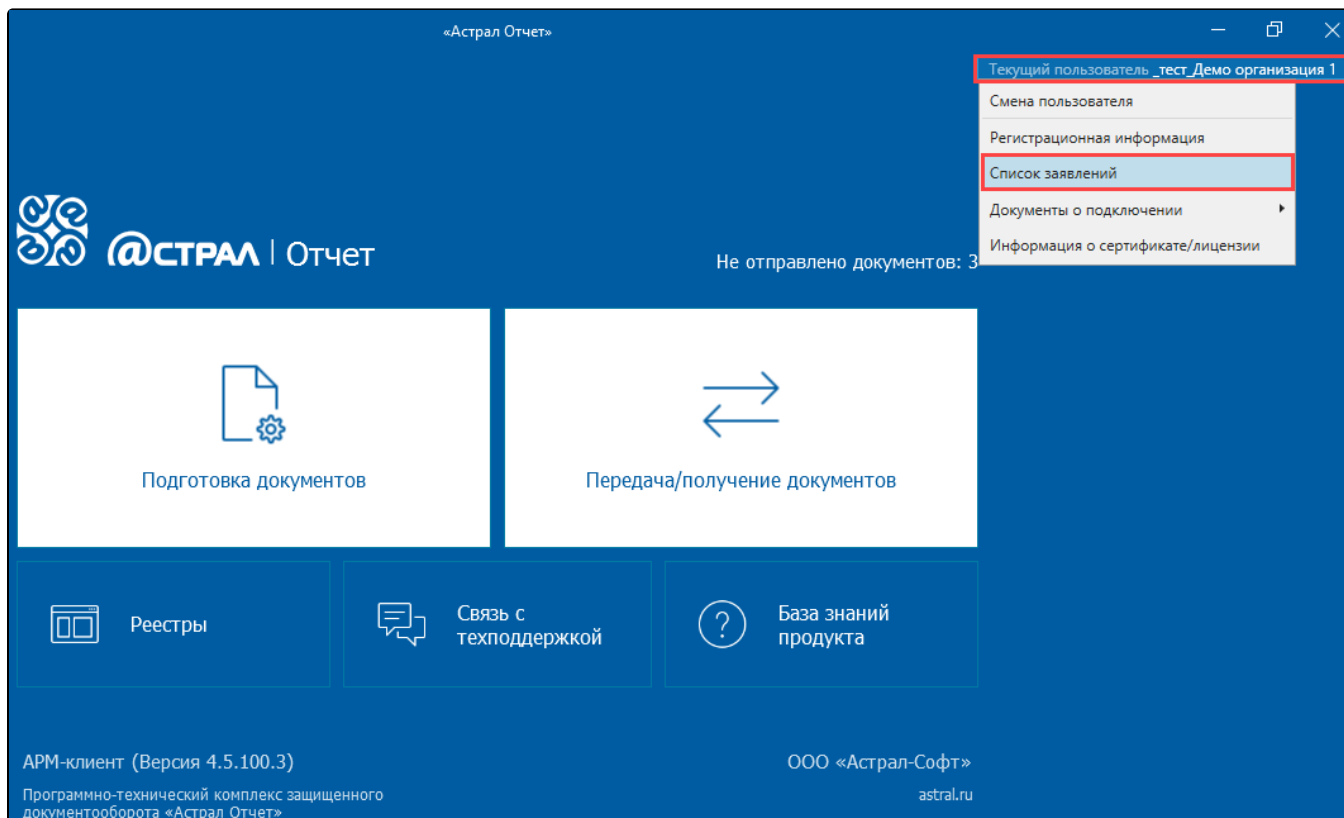 «Астрал Отчет»
Текущий пользователь _тест_Демо организация 1
Смена пользователя
Регистрационная информация
Список заявлений
Документы о подключении
Информация о сертификате/лицензии
@СТРАЛ | Отчет
Не отправлено документов: 3
Подготовка документов
Передача/получение документов
Реестры
Связь с
техподдержкой
База знаний
продукта
АРМ-клиент (Версия 4.5.100.3)
ООО «Астрал-Софт»
Программно-технический комплекс защищенного
astral.ru
документооборота «Астрал Отчет»